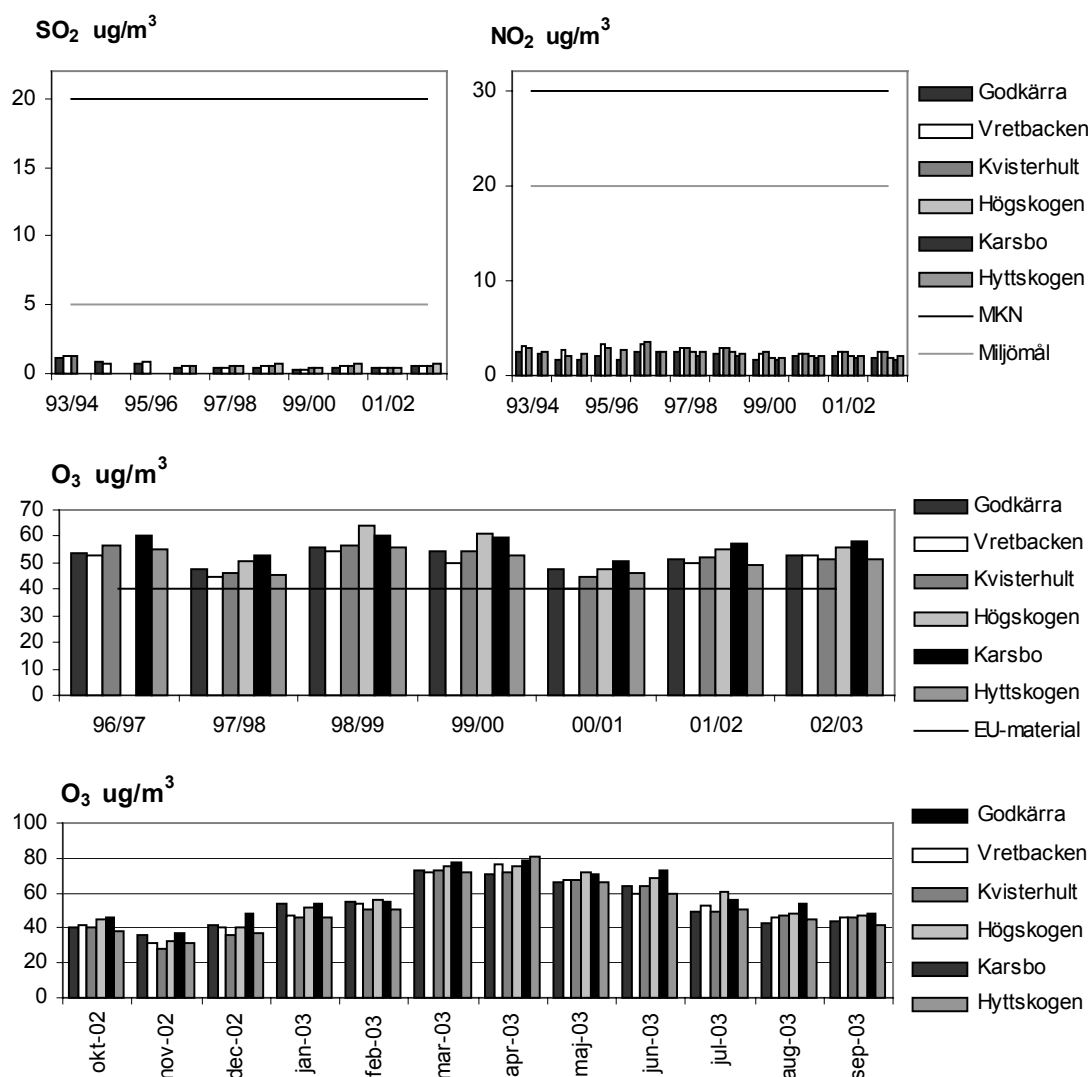 SO2 ug/m3
20
15
10
5
0
93/94 95/96 97/98 99/00 01/02
NO2 ug/m3
30
20
10
0
93/94 95/96 97/98 99/00 01/02
Godkärra
Vretbacken
Kvisterhult
Högskogen
Karsbo
Hyttskogen
MKN
Miljömål
O3 ug/m3
70
60
50
40
30
20
10
0
96/97 97/98 98/99 99/00 00/01 01/02 02/03
Godkärra
Vretbacken
Kvisterhult
Högskogen
Karsbo
Hyttskogen
EU-material
O3 ug/m3
100
80
60
40
20
0
okt-02
nov-02
dec-02
jan-03
feb-03
mar-03
apr-03
maj-03
jun-03
jul-03
aug-03
sep-03
Godkärra
Vretbacken
Kvisterhult
Högskogen
Karsbo
Hyttskogen